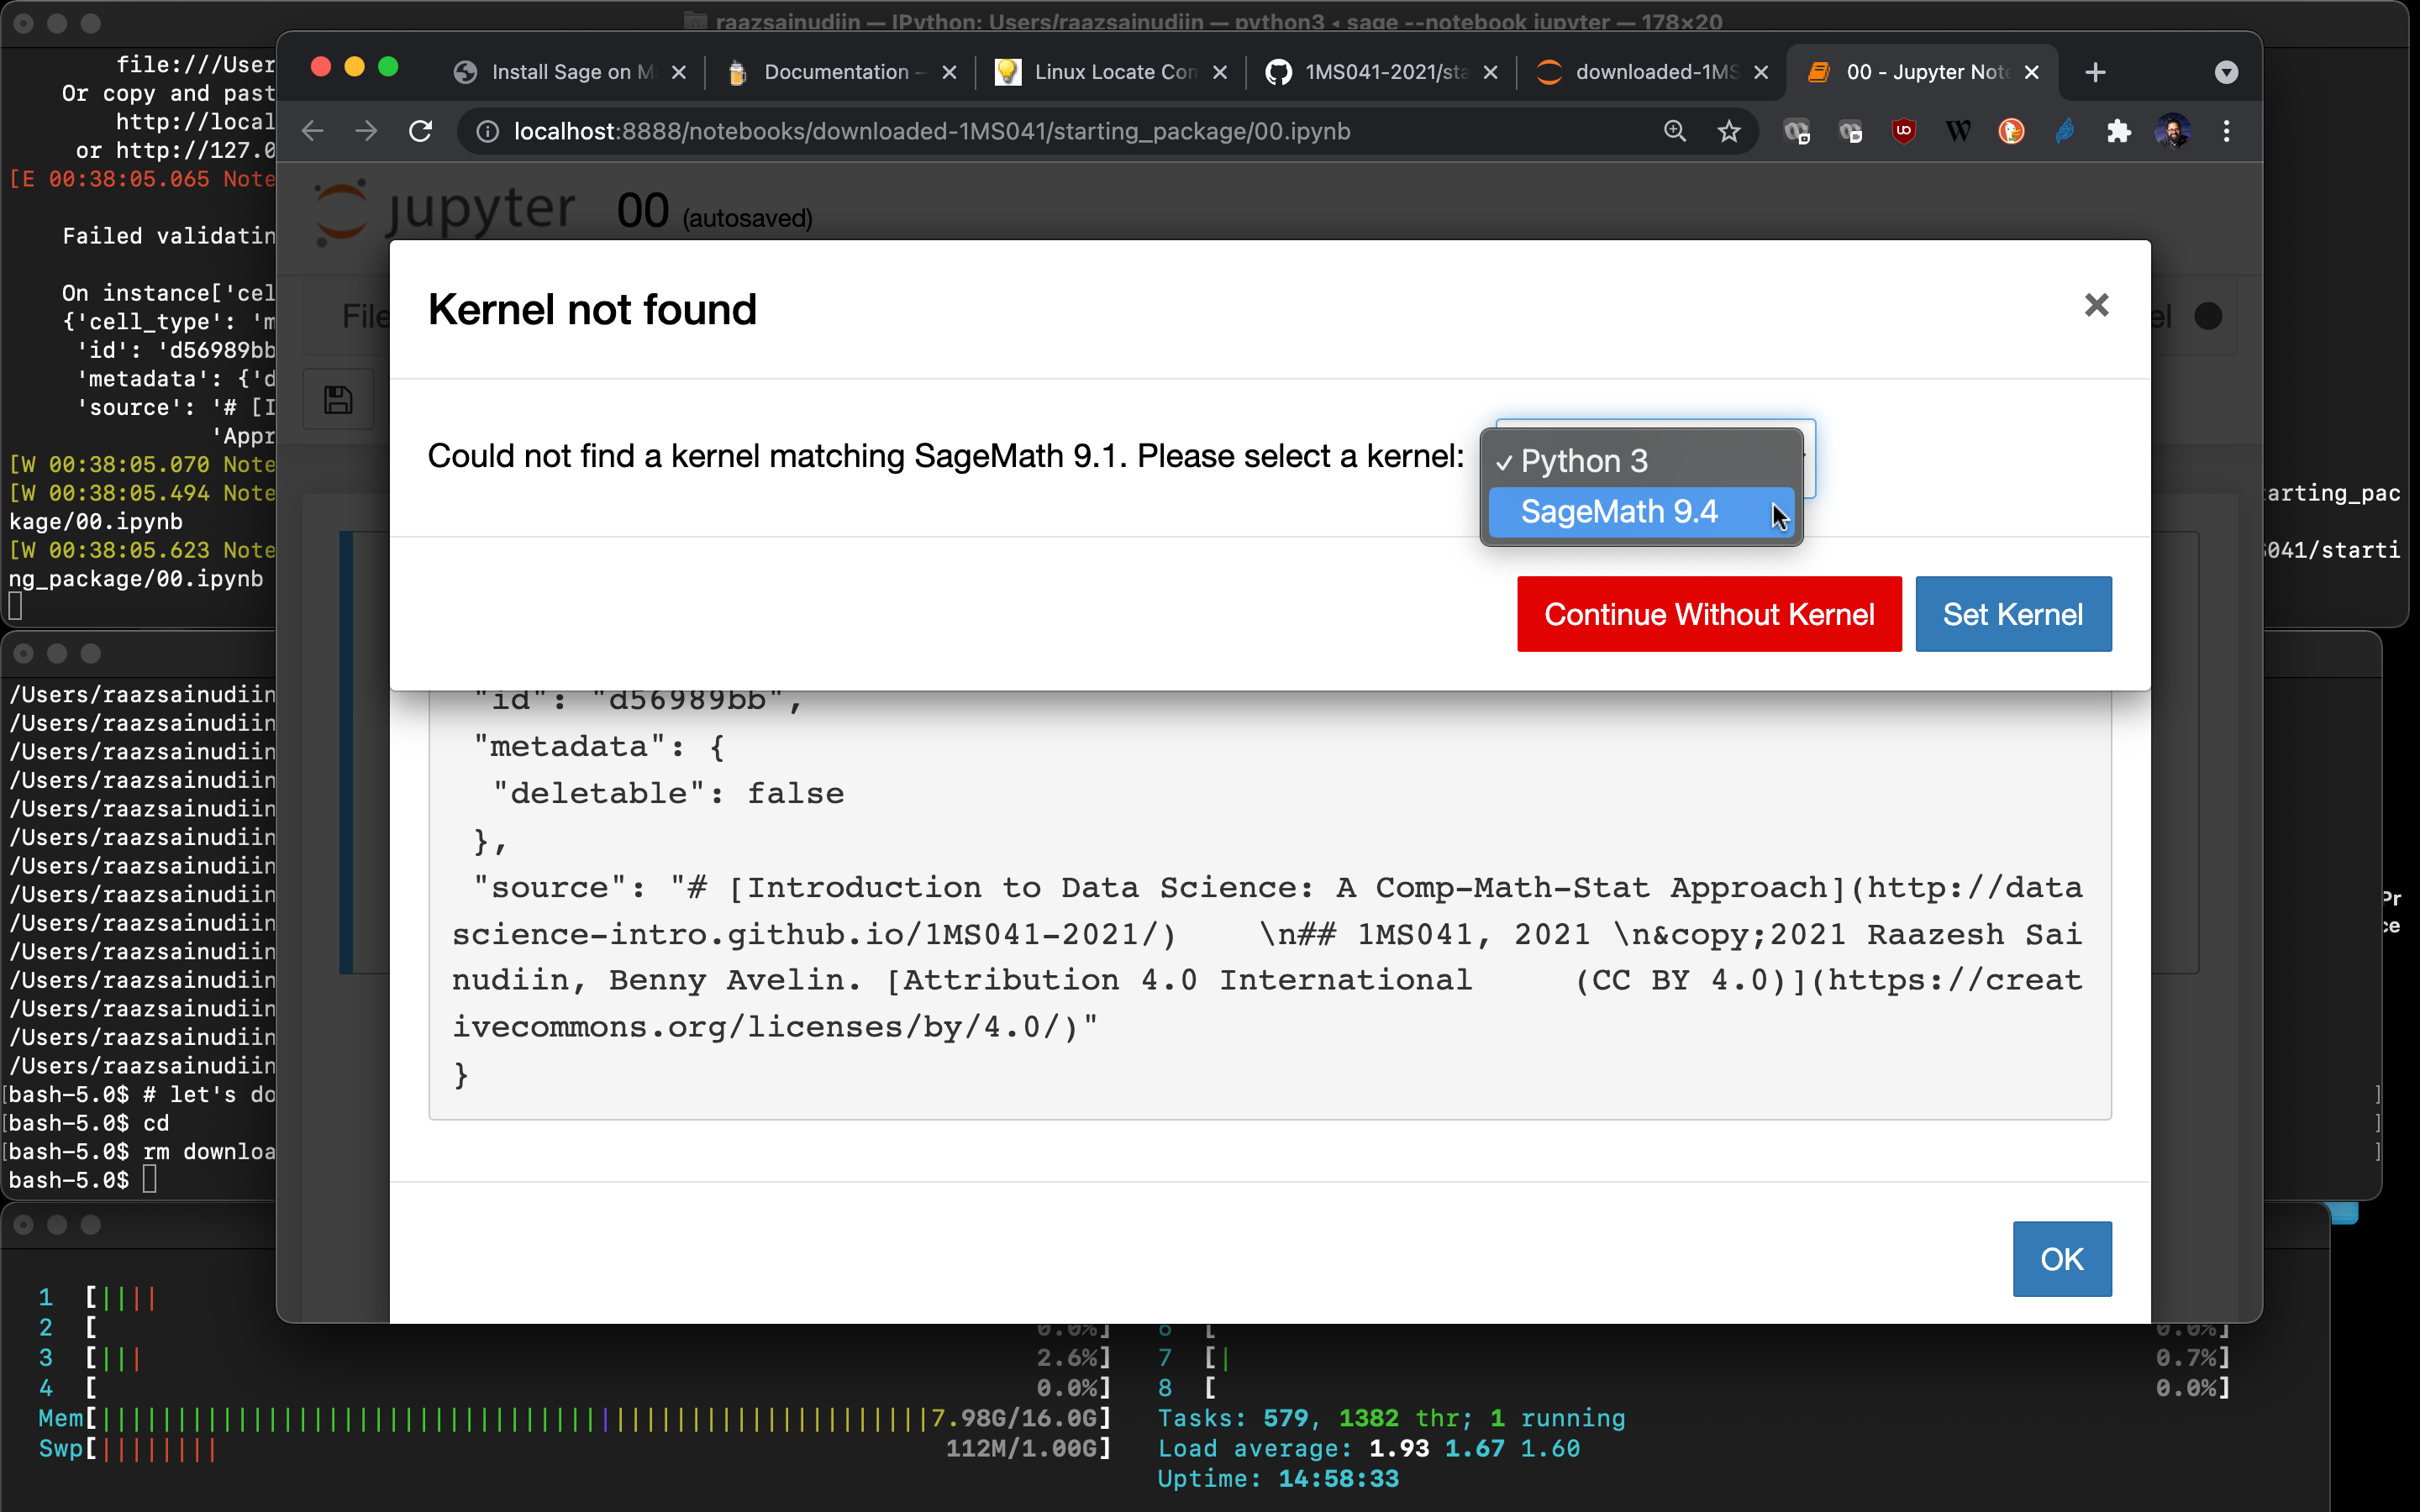 raazsainudiin — IPython: Users/raazsainudiin — python3 ◂ sage --notebook jupyter — 178×20
file:///User
Or copy and past
http://local
or http://127.0
[E 00:38:05.065 Note
Failed validatin
On instance['cel
{'cell_type': 'm
'id': 'd56989bb
'metadata': {'d
'source': '# [I
'Appr
[W 00:38:05.070 Note
[W 00:38:05.494 Note
arting_pac
kage/00.ipynb
[W 00:38:05.623 Note
041/starti
ng_package/00.ipynb
Install Sage on M
Documentation –
Linux Locate Con
1MS041-2021/sta
downloaded-1MS
00 - Jupyter Note
localhost:8888/notebooks/downloaded-1MS041/starting_package/00.ipynb
jupyter 00 (autosaved)
File
el
Kernel not found
×
Could not find a kernel matching SageMath 9.1. Please select a kernel:
✓ Python 3
SageMath 9.4
Continue Without Kernel
Set Kernel
"id": "d56989bb",
"metadata": {
"deletable": false
},
"source": "# [Introduction to Data Science: A Comp-Math-Stat Approach](http://data
science-intro.github.io/1MS041-2021/)    \n## 1MS041, 2021 \n&copy;2021 Raazesh Sai
nudiin, Benny Avelin. [Attribution 4.0 International     (CC BY 4.0)](https://creat
ivecommons.org/licenses/by/4.0/)"
}
OK
/Users/raazsainudiin
/Users/raazsainudiin
/Users/raazsainudiin
/Users/raazsainudiin
/Users/raazsainudiin
/Users/raazsainudiin
/Users/raazsainudiin
/Users/raazsainudiin
/Users/raazsainudiin
/Users/raazsainudiin
/Users/raazsainudiin
/Users/raazsainudiin
/Users/raazsainudiin
/Users/raazsainudiin
Pr
ce
[bash-5.0$ # let's do
]
[bash-5.0$ cd
]
[bash-5.0$ rm downloa
]
bash-5.0$
1 [||||
2 [ 0.0%] 6 [ 0.0%]
3 [||| 2.6%] 7 [| 0.7%]
4 [ 0.0%] 8 [ 0.0%]
Mem[||||||||||||||||||||||||||||||||||||||||||||||||||||||7.98G/16.0G] Tasks: 579, 1382 thr; 1 running
Swp[|||||||| 112M/1.00G] Load average: 1.93 1.67 1.60
Uptime: 14:58:33